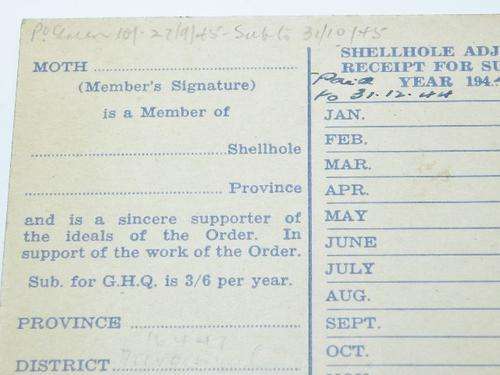 10/- 22/9/45 - Sub to 31/10/45
MOTH
(Member's Signature)
is a Member of
Shellhole
Province
and is a sincere supporter of
the ideals of the Order. In
support of the work of the Order.
Sub. for G.H.Q. is 3/6 per year.
PROVINCE
DISTRICT
SHELLHOLE ADJ
RECEIPT FOR SU
Paid YEAR 194
to 31.12.44
JAN.
FEB.
MAR.
APR.
MAY
JUNE
JULY
AUG.
SEPT.
OCT.